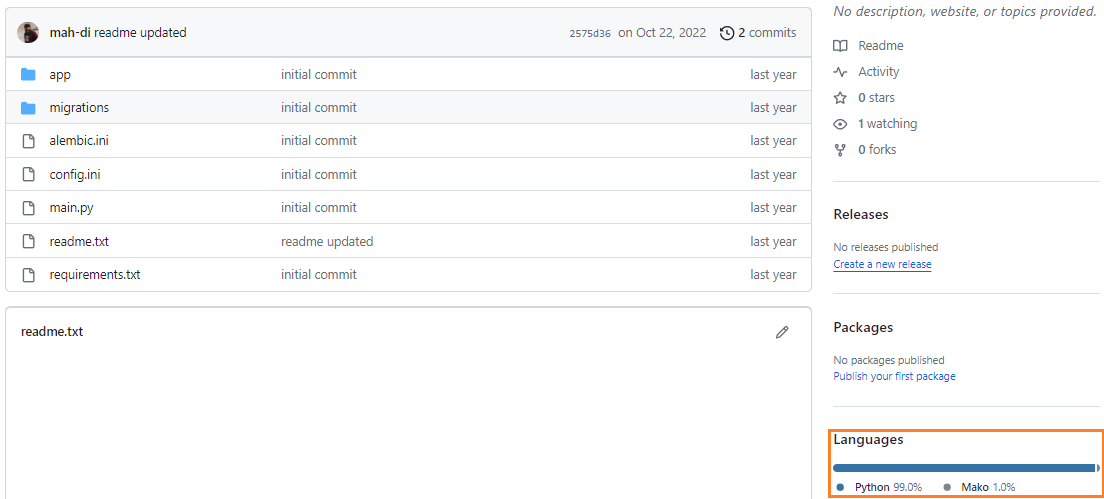 mah-di readme updated 2575d36 on Oct 22, 2022 2 commits
app initial commit last year
migrations initial commit last year
alembic.ini initial commit last year
config.ini initial commit last year
main.py initial commit last year
readme.txt readme updated last year
requirements.txt initial commit last year
readme.txt
No description, website, or topics provided.
Readme
Activity
0 stars
1 watching
0 forks
Releases
No releases published
Create a new release
Packages
No packages published
Publish your first package
Languages
Python 99.0% Mako 1.0%